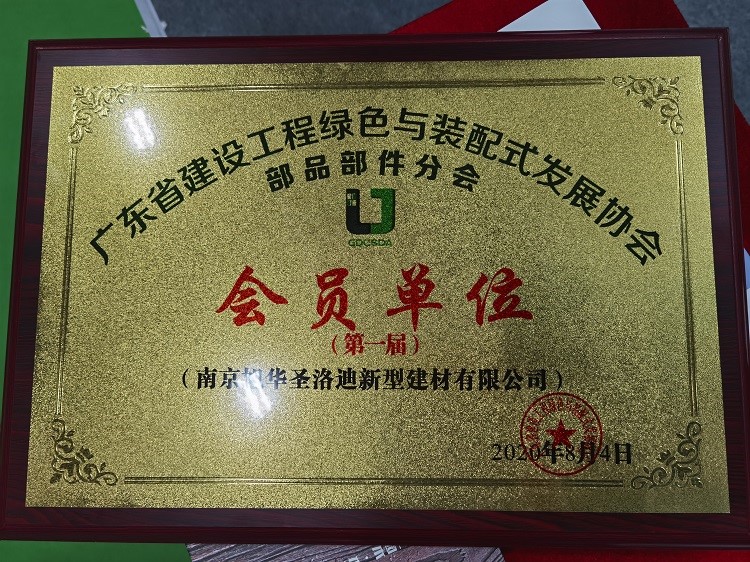 广东省建设工程绿色与装配式发展协会
部品部件分会
GDCSDA
会员单位
（第一届）
（南京旭华圣洛迪新型建材有限公司）
2020年8月4日